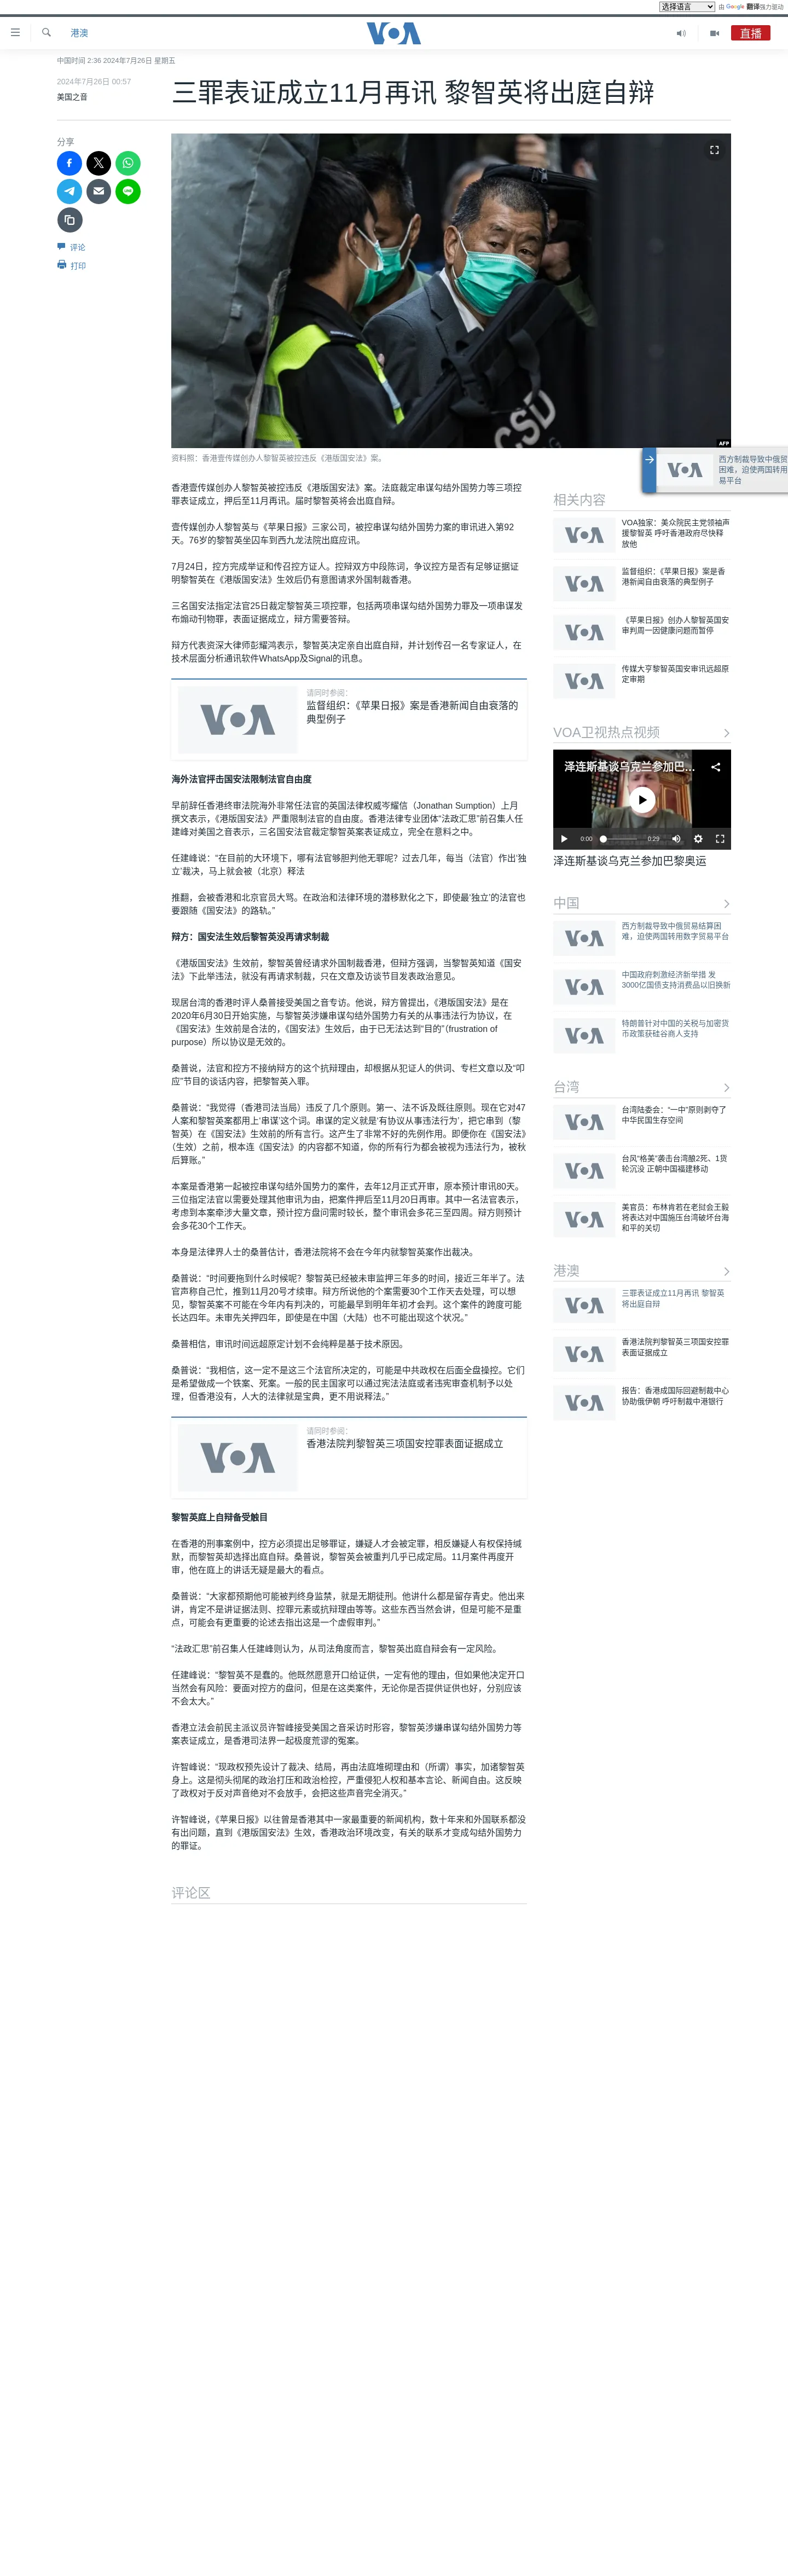 选择语言
由 Google 翻译强力驱动
港澳
VOA
直播
中国时间 2:36 2024年7月26日 星期五
2024年7月26日 00:57
美国之音
三罪表证成立11月再讯 黎智英将出庭自辩
分享
评论
打印
CSD
AFP
资料照：香港壹传媒创办人黎智英被控违反《港版国安法》案。
香港壹传媒创办人黎智英被控违反《港版国安法》案。法庭裁定串谋勾结外国势力等三项控
罪表证成立，押后至11月再讯。届时黎智英将会出庭自辩。
壹传媒创办人黎智英与《苹果日报》三家公司，被控串谋勾结外国势力案的审讯进入第92
天。76岁的黎智英坐囚车到西九龙法院出庭应讯。
7月24日，控方完成举证和传召控方证人。控辩双方中段陈词，争议控方是否有足够证据证
明黎智英在《港版国安法》生效后仍有意图请求外国制裁香港。
三名国安法指定法官25日裁定黎智英三项控罪，包括两项串谋勾结外国势力罪及一项串谋发
布煽动刊物罪，表面证据成立，辩方需要答辩。
辩方代表资深大律师彭耀鸿表示，黎智英决定亲自出庭自辩，并计划传召一名专家证人，在
技术层面分析通讯软件WhatsApp及Signal的讯息。
VOA
请同时参阅：
监督组织：《苹果日报》案是香港新闻自由衰落的
典型例子
海外法官抨击国安法限制法官自由度
早前辞任香港终审法院海外非常任法官的英国法律权威岑耀信（Jonathan Sumption）上月
撰文表示，《港版国安法》严重限制法官的自由度。香港法律专业团体“法政汇思”前召集人任
建峰对美国之音表示，三名国安法官裁定黎智英案表证成立，完全在意料之中。
任建峰说：“在目前的大环境下，哪有法官够胆判他无罪呢？过去几年，每当（法官）作出‘独
立’裁决，马上就会被（北京）释法
推翻，会被香港和北京官员大骂。在政治和法律环境的潜移默化之下，即使最‘独立’的法官也
要跟随《国安法》的路轨。”
辩方：国安法生效后黎智英没再请求制裁
《港版国安法》生效前，黎智英曾经请求外国制裁香港，但辩方强调，当黎智英知道《国安
法》下此举违法，就没有再请求制裁，只在文章及访谈节目发表政治意见。
现居台湾的香港时评人桑普接受美国之音专访。他说，辩方曾提出，《港版国安法》是在
2020年6月30日开始实施，与黎智英涉嫌串谋勾结外国势力有关的从事违法行为协议，在
《国安法》生效前是合法的，《国安法》生效后，由于已无法达到“目的”（frustration of
purpose）所以协议是无效的。
桑普说，法官和控方不接纳辩方的这个抗辩理由，却根据从犯证人的供词、专栏文章以及“叩
应”节目的谈话内容，把黎智英入罪。
桑普说：“我觉得（香港司法当局）违反了几个原则。第一、法不诉及既往原则。现在它对47
人案和黎智英案都用上‘串谋’这个词。串谋的定义就是‘有协议从事违法行为’，把它串到（黎
智英）在《国安法》生效前的所有言行。这产生了非常不好的先例作用。即便你在《国安法》
（生效）之前，根本连《国安法》的内容都不知道，你的所有行为都会被视为违法行为，被秋
后算账。”
本案是香港第一起被控串谋勾结外国势力的案件，去年12月正式开审，原本预计审讯80天。
三位指定法官以需要处理其他审讯为由，把案件押后至11月20日再审。其中一名法官表示，
考虑到本案牵涉大量文章，预计控方盘问需时较长，整个审讯会多花三至四周。辩方则预计
会多花30个工作天。
本身是法律界人士的桑普估计，香港法院将不会在今年内就黎智英案作出裁决。
桑普说：“时间要拖到什么时候呢？黎智英已经被未审监押三年多的时间，接近三年半了。法
官声称自己忙，推到11月20号才续审。辩方所说他的个案需要30个工作天去处理，可以想
见，黎智英案不可能在今年内有判决的，可能最早到明年年初才会判。这个案件的跨度可能
长达四年。未审先关押四年，即使是在中国（大陆）也不可能出现这个状况。”
桑普相信，审讯时间远超原定计划不会纯粹是基于技术原因。
桑普说：“我相信，这一定不是这三个法官所决定的，可能是中共政权在后面全盘操控。它们
是希望做成一个铁案、死案。一般的民主国家可以通过宪法法庭或者违宪审查机制予以处
理，但香港没有，人大的法律就是宝典，更不用说释法。”
VOA
请同时参阅：
香港法院判黎智英三项国安控罪表面证据成立
黎智英庭上自辩备受触目
在香港的刑事案例中，控方必须提出足够罪证，嫌疑人才会被定罪，相反嫌疑人有权保持缄
默，而黎智英却选择出庭自辩。桑普说，黎智英会被重判几乎已成定局。11月案件再度开
审，他在庭上的讲话无疑是最大的看点。
桑普说：“大家都预期他可能被判终身监禁，就是无期徒刑。他讲什么都是留存青史。他出来
讲，肯定不是讲证据法则、控罪元素或抗辩理由等等。这些东西当然会讲，但是可能不是重
点，可能会有更重要的论述去指出这是一个虚假审判。”
“法政汇思”前召集人任建峰则认为，从司法角度而言，黎智英出庭自辩会有一定风险。
任建峰说：“黎智英不是蠢的。他既然愿意开口给证供，一定有他的理由，但如果他决定开口
当然会有风险：要面对控方的盘问，但是在这类案件，无论你是否提供证供也好，分别应该
不会太大。”
香港立法会前民主派议员许智峰接受美国之音采访时形容，黎智英涉嫌串谋勾结外国势力等
案表证成立，是香港司法界一起极度荒谬的冤案。
许智峰说：“现政权预先设计了裁决、结局，再由法庭堆砌理由和（所谓）事实，加诸黎智英
身上。这是彻头彻尾的政治打压和政治检控，严重侵犯人权和基本言论、新闻自由。这反映
了政权对于反对声音绝对不会放手，会把这些声音完全消灭。”
许智峰说，《苹果日报》以往曾是香港其中一家最重要的新闻机构，数十年来和外国联系都没
有出问题，直到《港版国安法》生效，香港政治环境改变，有关的联系才变成勾结外国势力
的罪证。
评论区
VOA
西方制裁导致中俄贸
困难，迫使两国转用
易平台
相关内容
VOA
VOA独家：美众院民主党领袖声
援黎智英 呼吁香港政府尽快释
放他
VOA
监督组织：《苹果日报》案是香
港新闻自由衰落的典型例子
VOA
《苹果日报》创办人黎智英国安
审判周一因健康问题而暂停
VOA
传媒大亨黎智英国安审讯远超原
定审期
VOA卫视热点视频
泽连斯基谈乌克兰参加巴...
0:00
0:29
泽连斯基谈乌克兰参加巴黎奥运
中国
VOA
西方制裁导致中俄贸易结算困
难，迫使两国转用数字贸易平台
VOA
中国政府刺激经济新举措 发
3000亿国债支持消费品以旧换新
VOA
特朗普针对中国的关税与加密货
币政策获硅谷商人支持
台湾
VOA
台湾陆委会：“一中”原则剥夺了
中华民国生存空间
VOA
台风“格美”袭击台湾酿2死、1货
轮沉没 正朝中国福建移动
VOA
美官员：布林肯若在老挝会王毅
将表达对中国施压台湾破坏台海
和平的关切
港澳
VOA
三罪表证成立11月再讯 黎智英
将出庭自辩
VOA
香港法院判黎智英三项国安控罪
表面证据成立
VOA
报告：香港成国际回避制裁中心
协助俄伊朝 呼吁制裁中港银行